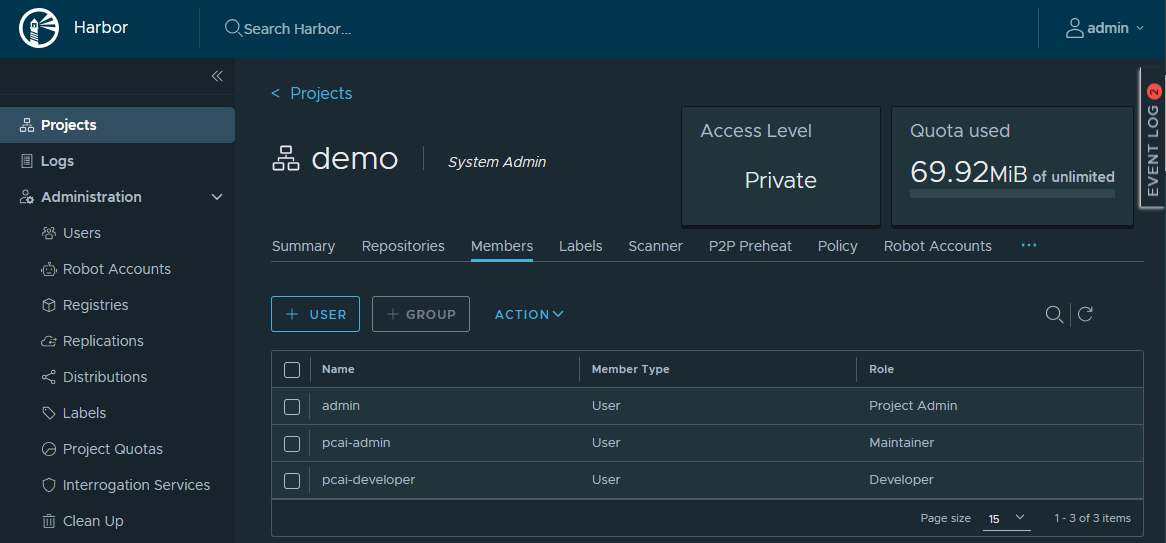 Harbor
Search Harbor...
admin
Projects
Logs
Administration
Users
Robot Accounts
Registries
Replications
Distributions
Labels
Project Quotas
Interrogation Services
Clean Up
< Projects
demo
System Admin
Access Level
Private
Quota used
69.92MiB of unlimited
EVENT LOG 2
Summary Repositories Members Labels Scanner P2P Preheat Policy Robot Accounts ...
+ USER + GROUP ACTION
Name Member Type Role
admin User Project Admin
pcai-admin User Maintainer
pcai-developer User Developer
Page size 15 1 - 3 of 3 items